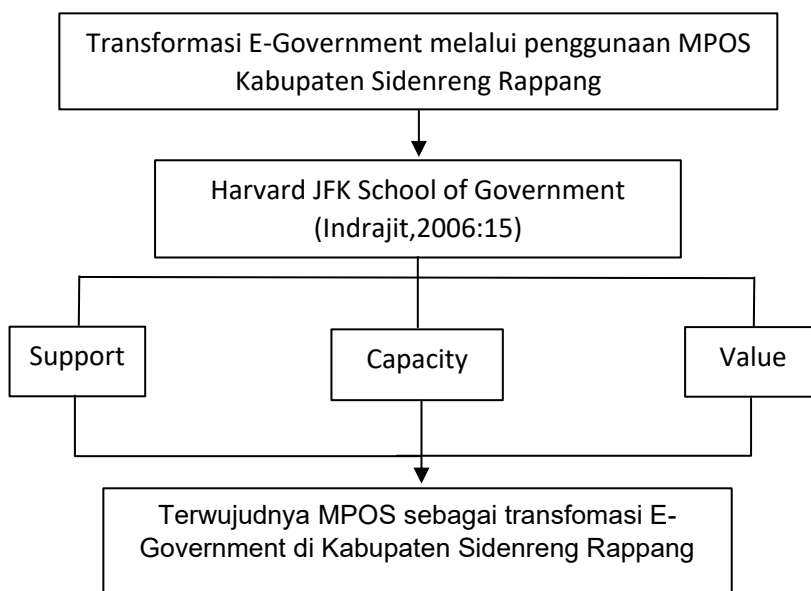 Transformasi E-Government melalui penggunaan MPOS
Kabupaten Sidenreng Rappang
Harvard JFK School of Government
(Indrajit,2006:15)
Support
Capacity
Value
Terwujudnya MPOS sebagai transfomasi E-
Government di Kabupaten Sidenreng Rappang